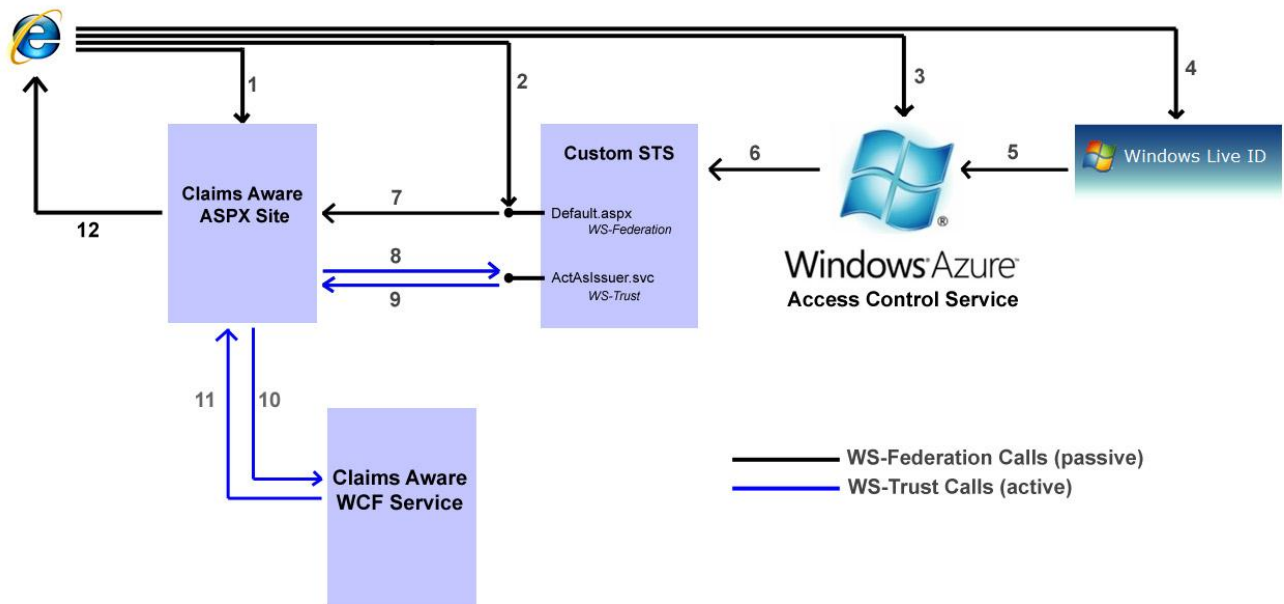 1
2
3
4
Claims Aware
ASPX Site
12
7
8
9
Custom STS
Default.aspx
WS-Federation
ActAsIssuer.svc
WS-Trust
6
®
Windows Azure™
Access Control Service
5
Windows Live ID
11
10
Claims Aware
WCF Service
WS-Federation Calls (passive)
WS-Trust Calls (active)